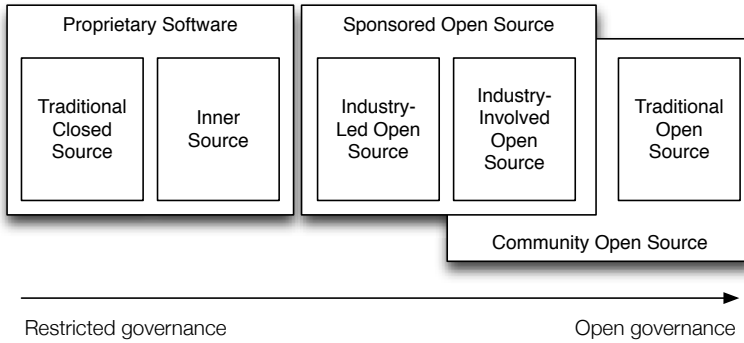 Proprietary Software
Sponsored Open Source
Traditional
Closed
Source
Inner
Source
Industry-
Led Open
Source
Industry-
Involved
Open
Source
Traditional
Open
Source
Community Open Source
Restricted governance
Open governance